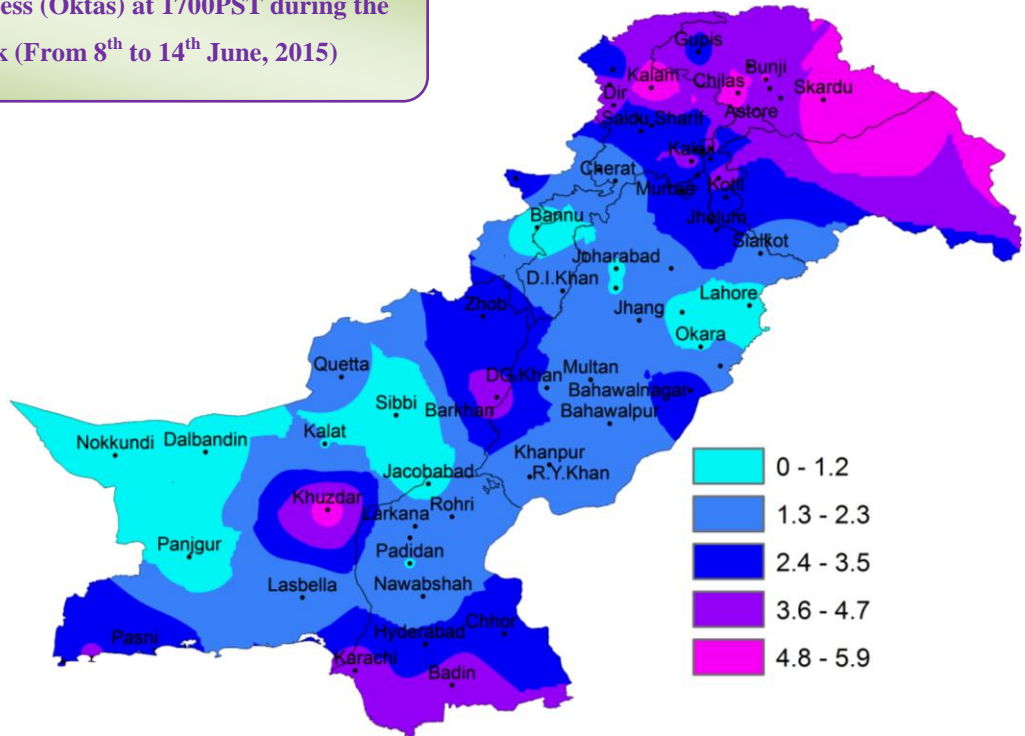 ess (Oktas) at 1700PST during the
k (From 8th to 14th June, 2015)
Gupis
Kalam
Chilas
Bunji
Skardu
Dir
Astore
Saidu Sharif
Cherat
Murree
Kotli
Bannu
Jhelum
Sialkot
Joharabad
D.I.Khan
Lahore
Zhob
Jhang
Okara
Quetta
DG.Khan
Multan
Sibbi
Barkhan
Bahawalnagar
Bahawalpur
Nokkundi
Dalbandin
Kalat
Khanpur
Jacobabad
R.Y.Khan
Khuzdar
Larkana
Rohri
Panjgur
Padidan
Lasbella
Nawabshah
Pasni
Hyderabad
Chhor
Karachi
Badin
0 - 1.2
1.3 - 2.3
2.4 - 3.5
3.6 - 4.7
4.8 - 5.9